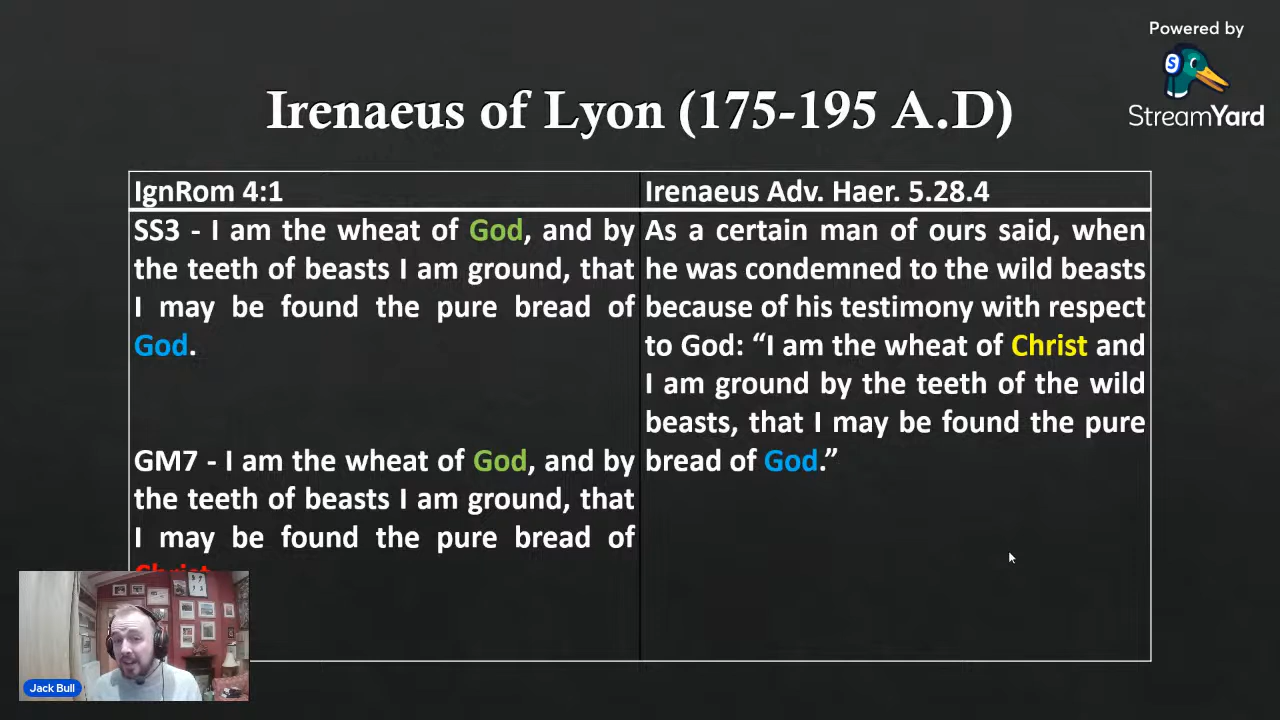 Powered by
S
StreamYard
Irenaeus of Lyon (175-195 A.D)
IgnRom 4:1
SS3 - I am the wheat of God, and by
the teeth of beasts I am ground, that
I may be found the pure bread of
God.
GM7 - I am the wheat of God, and by
the teeth of beasts I am ground, that
I may be found the pure bread of
Christ
Irenaeus Adv. Haer. 5.28.4
As a certain man of ours said, when
he was condemned to the wild beasts
because of his testimony with respect
to God: “I am the wheat of Christ and
I am ground by the teeth of the wild
beasts, that I may be found the pure
bread of God.”
Jack Bull